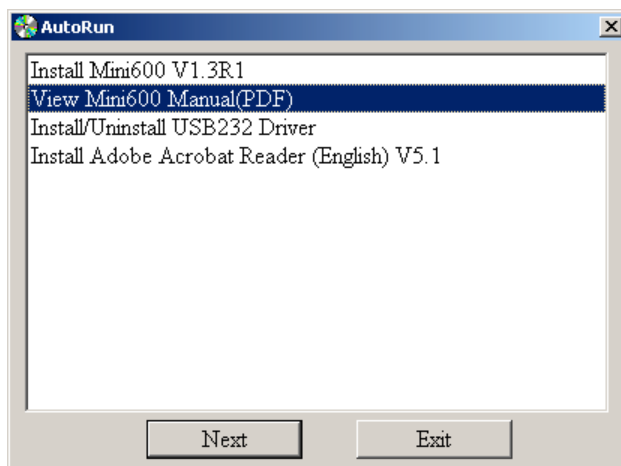 AutoRun
Install Mini600 V1.3R1
View Mini600 Manual(PDF)
Install/Uninstall USB232 Driver
Install Adobe Acrobat Reader (English) V5.1
Next
Exit